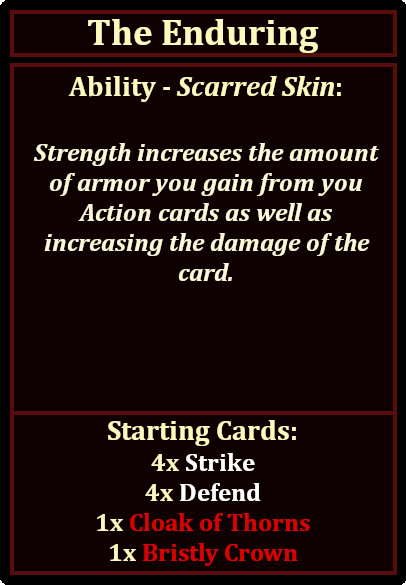 The Enduring
Ability - Scarred Skin:
Strength increases the amount
of armor you gain from you
Action cards as well as
increasing the damage of the
card.
Starting Cards:
4x Strike
4x Defend
1x Cloak of Thorns
1x Bristly Crown